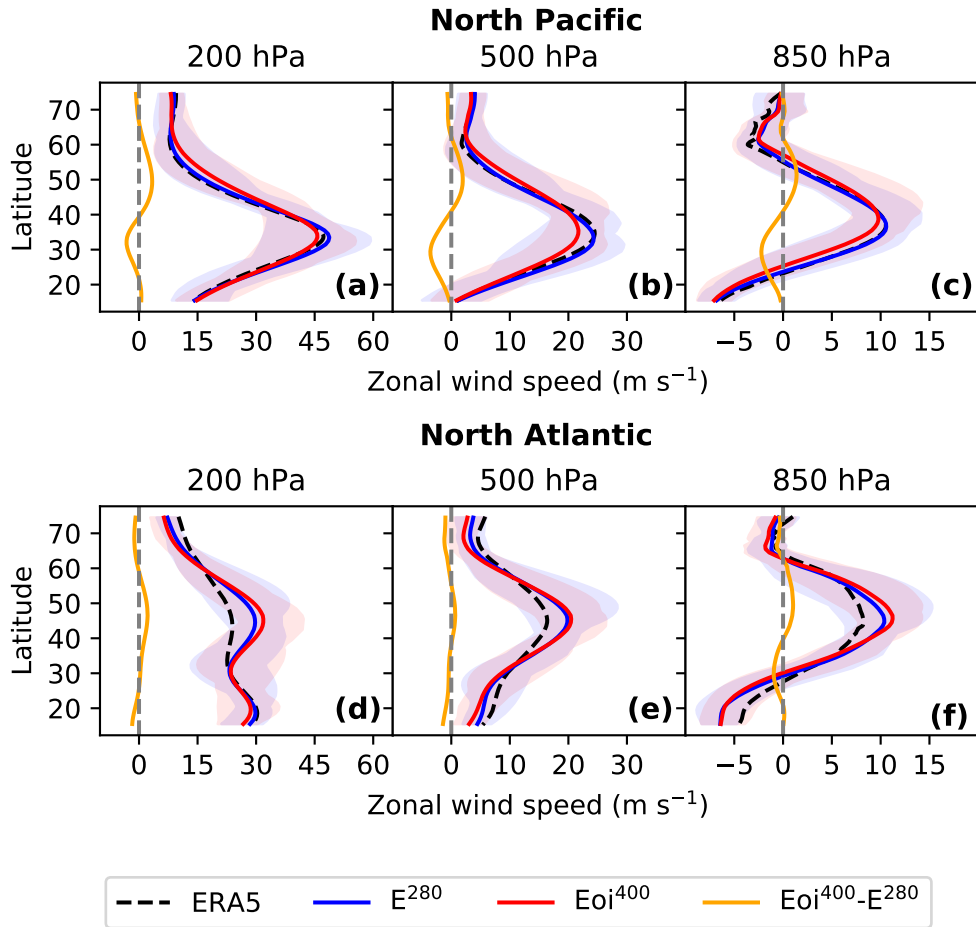 North Pacific
200 hPa 500 hPa 850 hPa
Latitude
70
60
50
40
30
20
(a) (b) (c)
0 15 30 45 60 0 10 20 30 −5 0 5 10 15
Zonal wind speed (m s⁻¹)
North Atlantic
200 hPa 500 hPa 850 hPa
Latitude
70
60
50
40
30
20
(d) (e) (f)
0 15 30 45 60 0 10 20 30 −5 0 5 10 15
Zonal wind speed (m s⁻¹)
ERA5 E²⁸⁰ Eoi⁴⁰⁰ Eoi⁴⁰⁰-E²⁸⁰